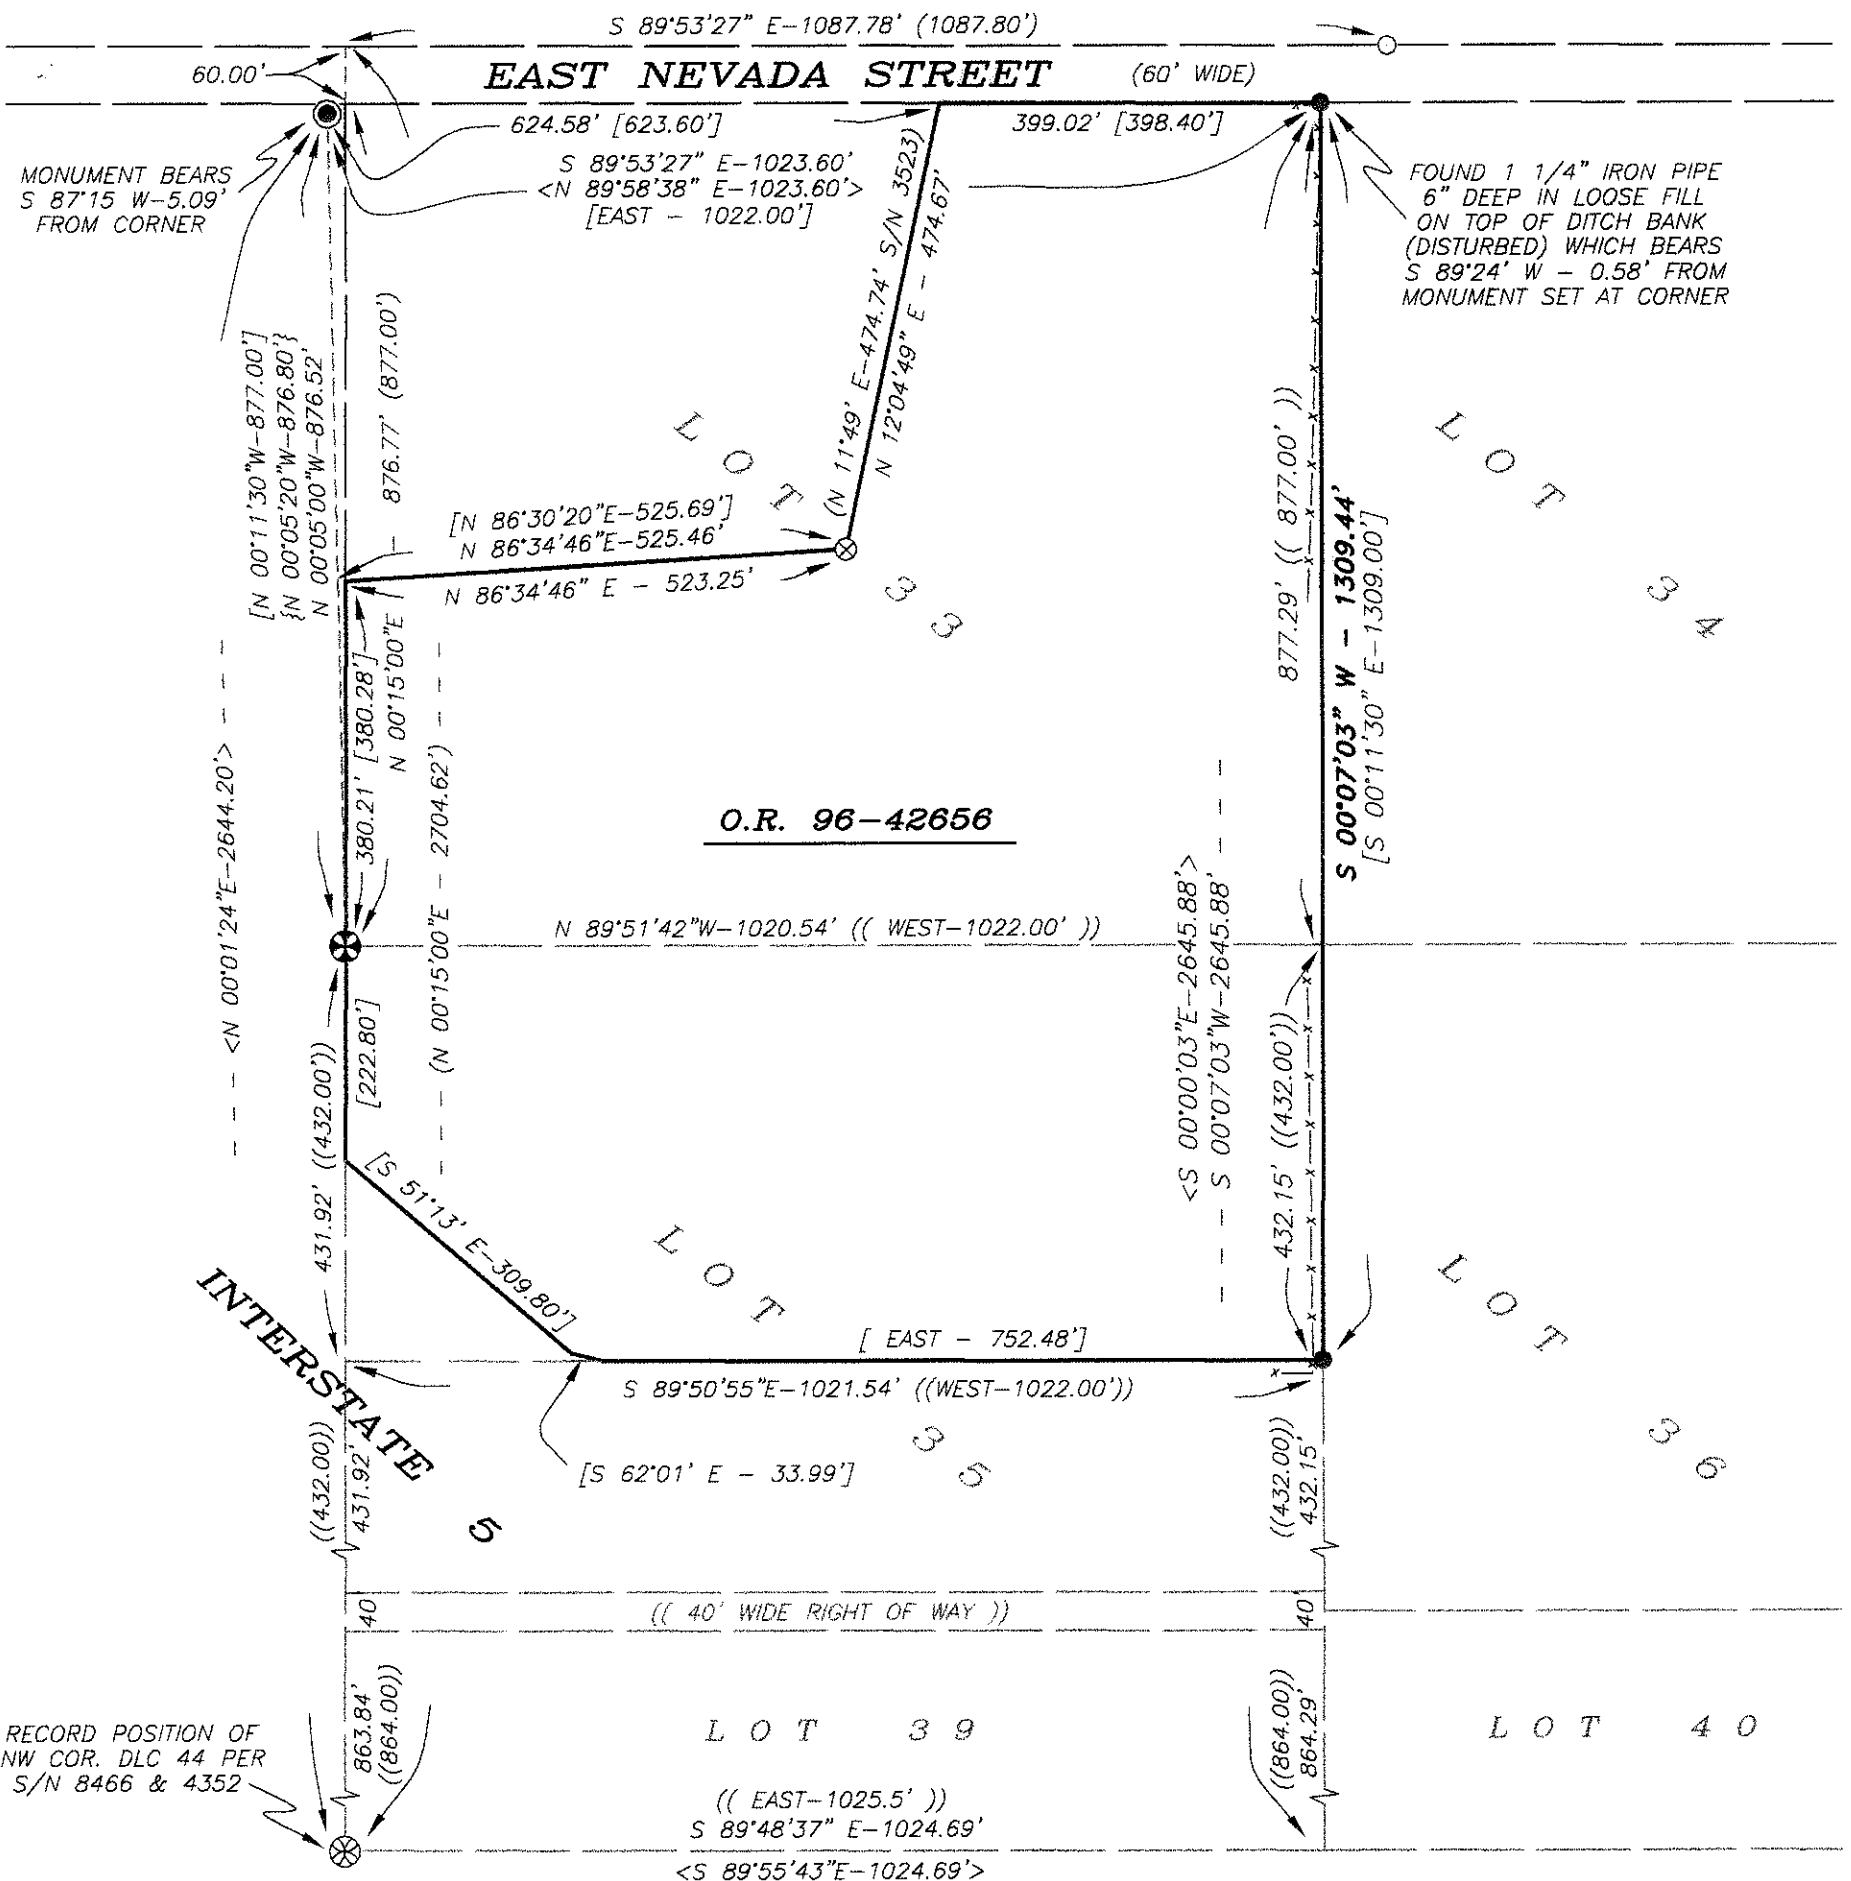 S 89°53'27" E-1087.78' (1087.80')
60.00'
EAST NEVADA STREET
(60' WIDE)
624.58' [623.60']
399.02' [398.40']
S 89°53'27" E-1023.60'
<N 89°58'38" E-1023.60'>
[EAST - 1022.00']
MONUMENT BEARS
S 87°15 W-5.09'
FROM CORNER
FOUND 1 1/4" IRON PIPE
6" DEEP IN LOOSE FILL
ON TOP OF DITCH BANK
(DISTURBED) WHICH BEARS
S 89°24' W - 0.58' FROM
MONUMENT SET AT CORNER
(N 11°49' E-474.74' S/N 3523)
N 12°04'49" E - 474.67'
[N 00°11'30"W-877.00']
{N 00°05'20"W-876.80'}
N 00°05'00"W-876.52'
876.77' (877.00')
LOT 33
LOT 34
877.29' (( 877.00' ))
S 00°07'03" W - 1309.44'
[S 00°11'30" E-1309.00']
[N 86°30'20"E-525.69']
N 86°34'46"E-525.46'
N 86°34'46" E - 523.25'
380.21' [380.28']
N 00°15'00"E
(N 00°15'00"E - 2704.62')
<N 00°01'24"E-2644.20'>
O.R. 96-42656
N 89°51'42"W-1020.54' (( WEST-1022.00' ))
<S 00°00'03"E-2645.88'>
S 00°07'03"W-2645.88'
[222.80']
431.92' ((432.00'))
432.15' ((432.00'))
[S 51°13' E-309.80']
INTERSTATE 5
LOT 35
LOT 36
[ EAST - 752.48']
S 89°50'55"E-1021.54' ((WEST-1022.00'))
[S 62°01' E - 33.99']
((432.00'))
431.92'
((432.00'))
432.15'
40'
(( 40' WIDE RIGHT OF WAY ))
40'
863.84'
((864.00'))
((864.00'))
864.29'
LOT 39
LOT 40
RECORD POSITION OF
NW COR. DLC 44 PER
S/N 8466 & 4352
(( EAST-1025.5' ))
S 89°48'37" E-1024.69'
<S 89°55'43"E-1024.69'>